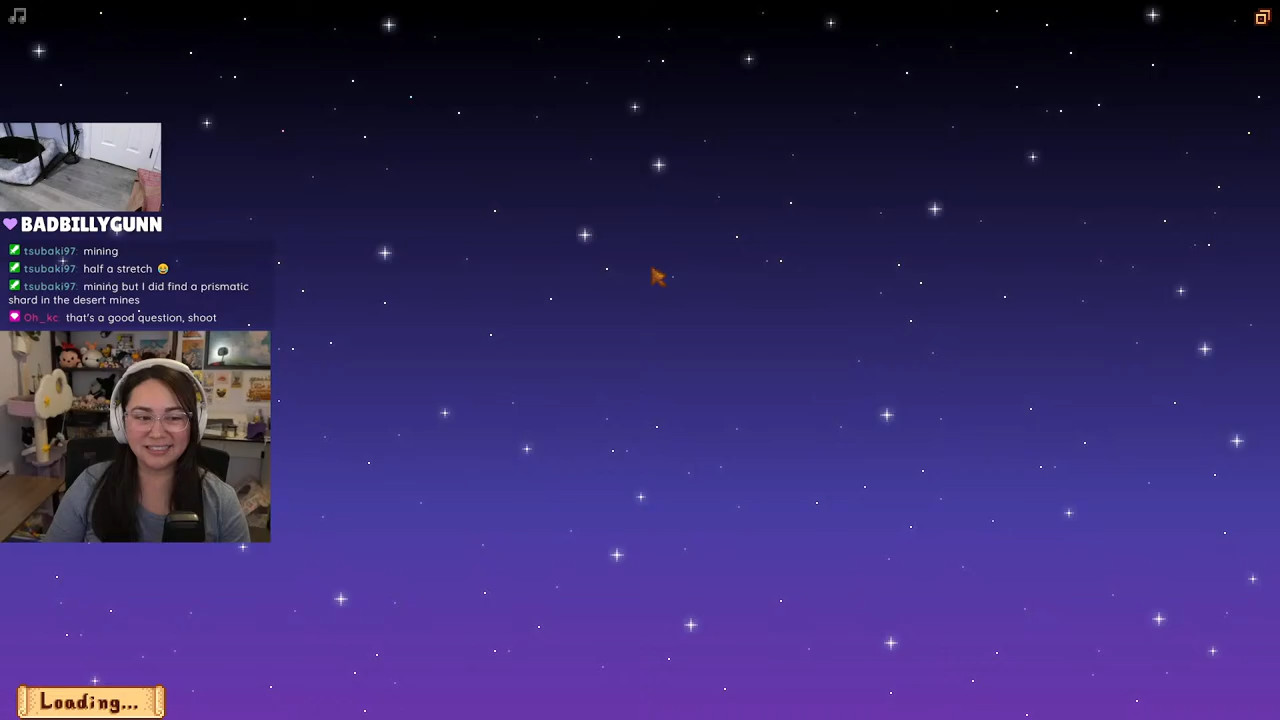 BADBILLYGUNN
tsubaki97: mining
tsubaki97: half a stretch 😂
tsubaki97: mining but I did find a prismatic
shard in the desert mines
Oh_kc: that's a good question, shoot
Loading...